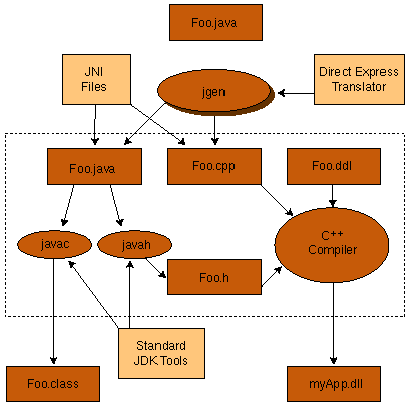 Foo.java
JNI
Files
jgen
Direct Express
Translator
Foo.java
Foo.cpp
Foo.ddl
javac
javah
C++
Compiler
Foo.h
Standard
JDK Tools
Foo.class
myApp.dll